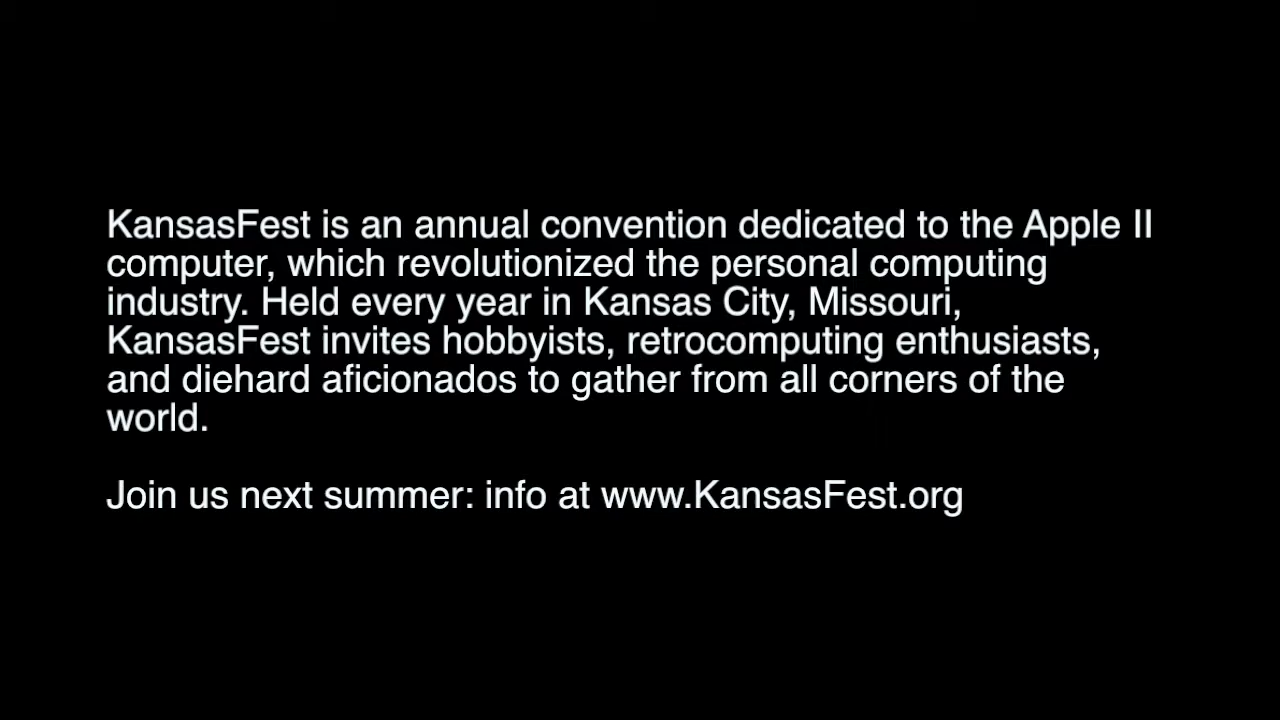 KansasFest is an annual convention dedicated to the Apple II
computer, which revolutionized the personal computing
industry. Held every year in Kansas City, Missouri,
KansasFest invites hobbyists, retrocomputing enthusiasts,
and diehard aficionados to gather from all corners of the
world.
Join us next summer: info at www.KansasFest.org